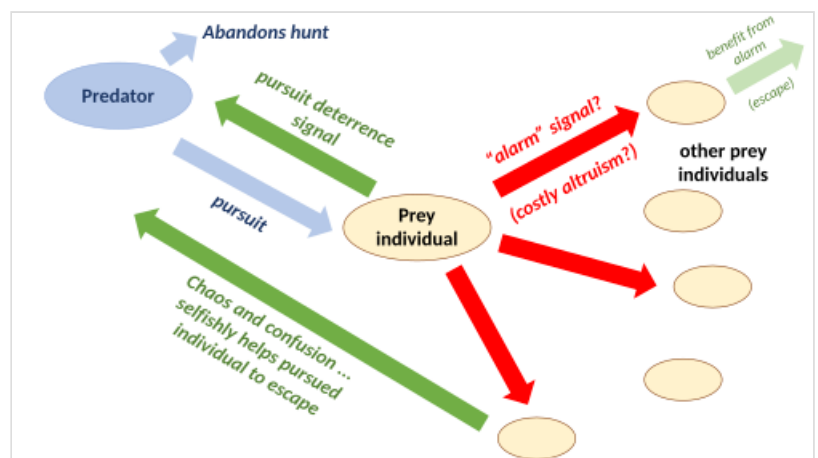 Abandons hunt
Predator
pursuit deterrence
signal
pursuit
Prey
individual
"alarm" signal?
(costly altruism?)
benefit from
alarm
(escape)
other prey
individuals
Chaos and confusion ...
selfishly helps pursued
individual to escape